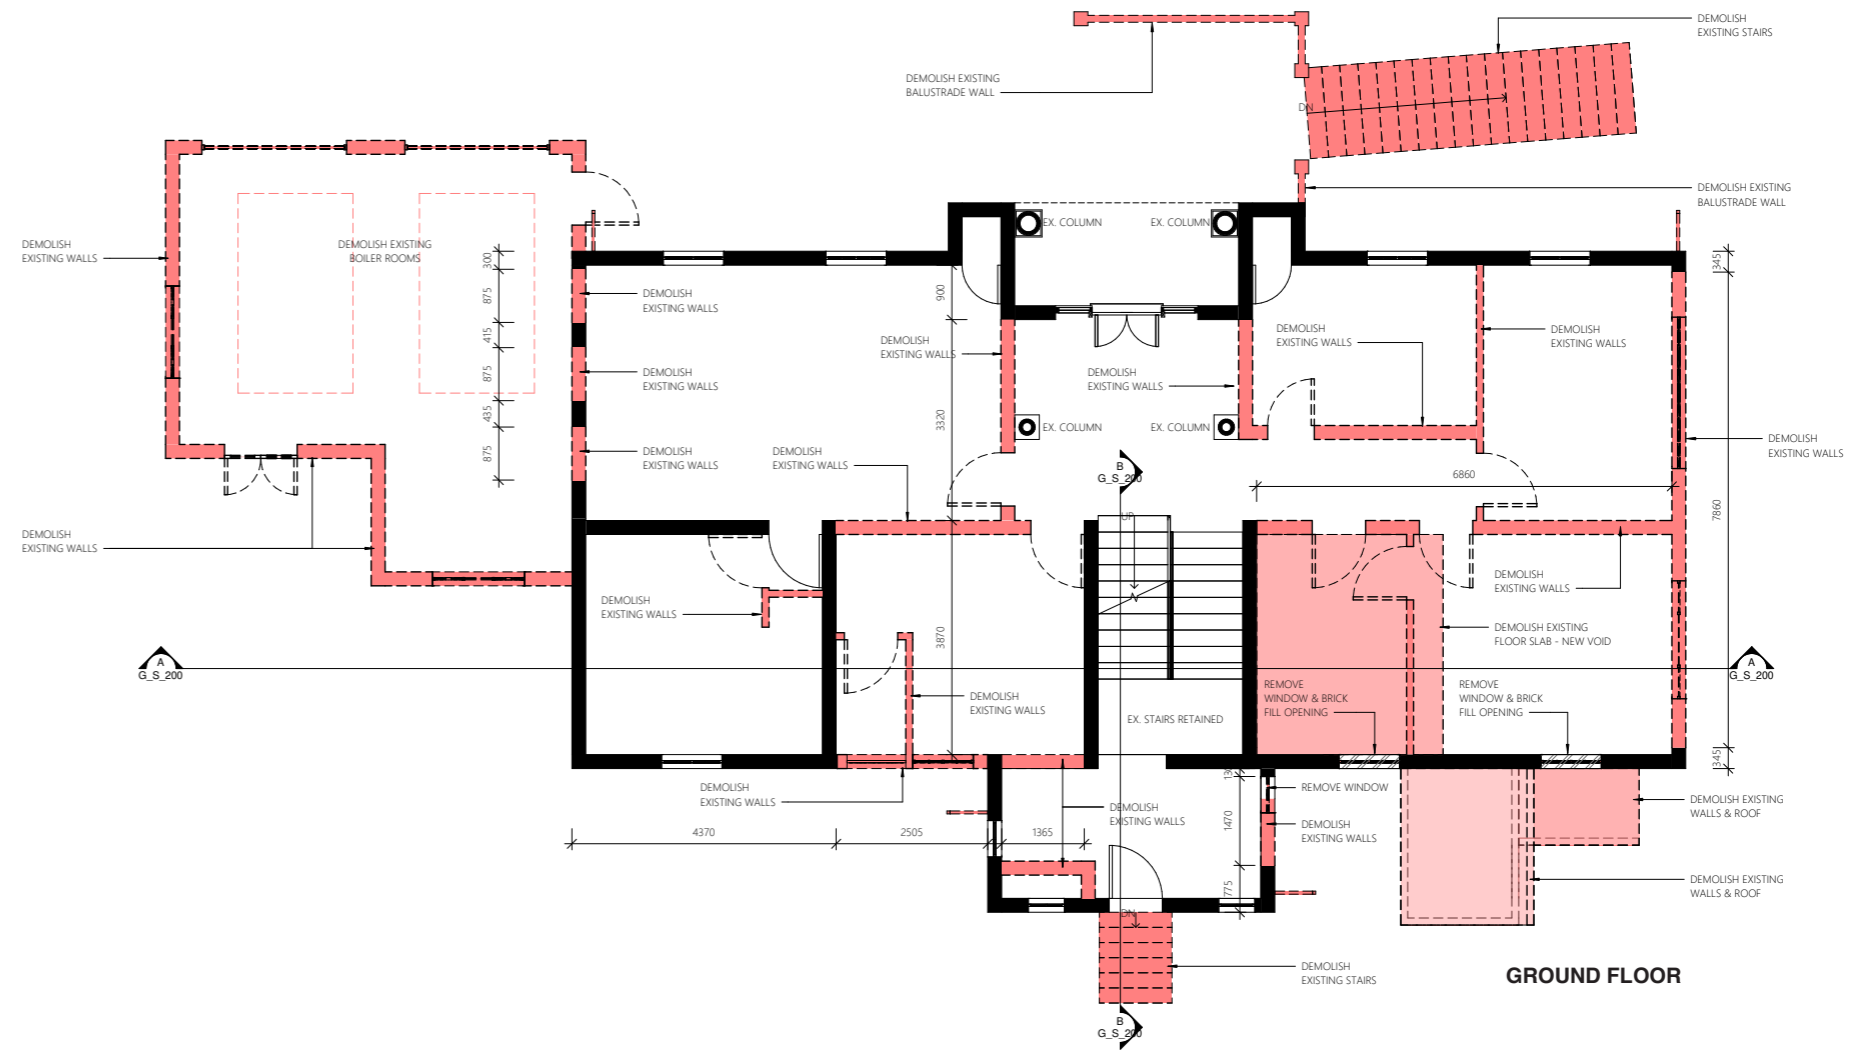 DEMOLISH
EXISTING STAIRS
DEMOLISH EXISTING
BALUSTRADE WALL
DN
DEMOLISH EXISTING
BALUSTRADE WALL
EX. COLUMN
EX. COLUMN
DEMOLISH
EXISTING WALLS
DEMOLISH EXISTING
BOILER ROOMS
300
875
415
875
435
875
DEMOLISH
EXISTING WALLS
DEMOLISH
EXISTING WALLS
DEMOLISH
EXISTING WALLS
900
3320
3870
DEMOLISH
EXISTING WALLS
DEMOLISH
EXISTING WALLS
DEMOLISH
EXISTING WALLS
DEMOLISH
EXISTING WALLS
345
7860
345
EX. COLUMN
EX. COLUMN
DEMOLISH
EXISTING WALLS
DEMOLISH
EXISTING WALLS
B
G_S_200
6860
UP
DEMOLISH
EXISTING WALLS
DEMOLISH
EXISTING WALLS
DEMOLISH
EXISTING WALLS
DEMOLISH EXISTING
FLOOR SLAB - NEW VOID
A
G_S_200
A
G_S_200
REMOVE
WINDOW & BRICK
FILL OPENING
REMOVE
WINDOW & BRICK
FILL OPENING
DEMOLISH
EXISTING WALLS
EX. STAIRS RETAINED
DEMOLISH
EXISTING WALLS
130
1470
775
REMOVE WINDOW
DEMOLISH
EXISTING WALLS
DEMOLISH
EXISTING WALLS
DEMOLISH EXISTING
WALLS & ROOF
4370
2505
1365
DEMOLISH EXISTING
WALLS & ROOF
DN
DEMOLISH
EXISTING STAIRS
GROUND FLOOR
B
G_S_200